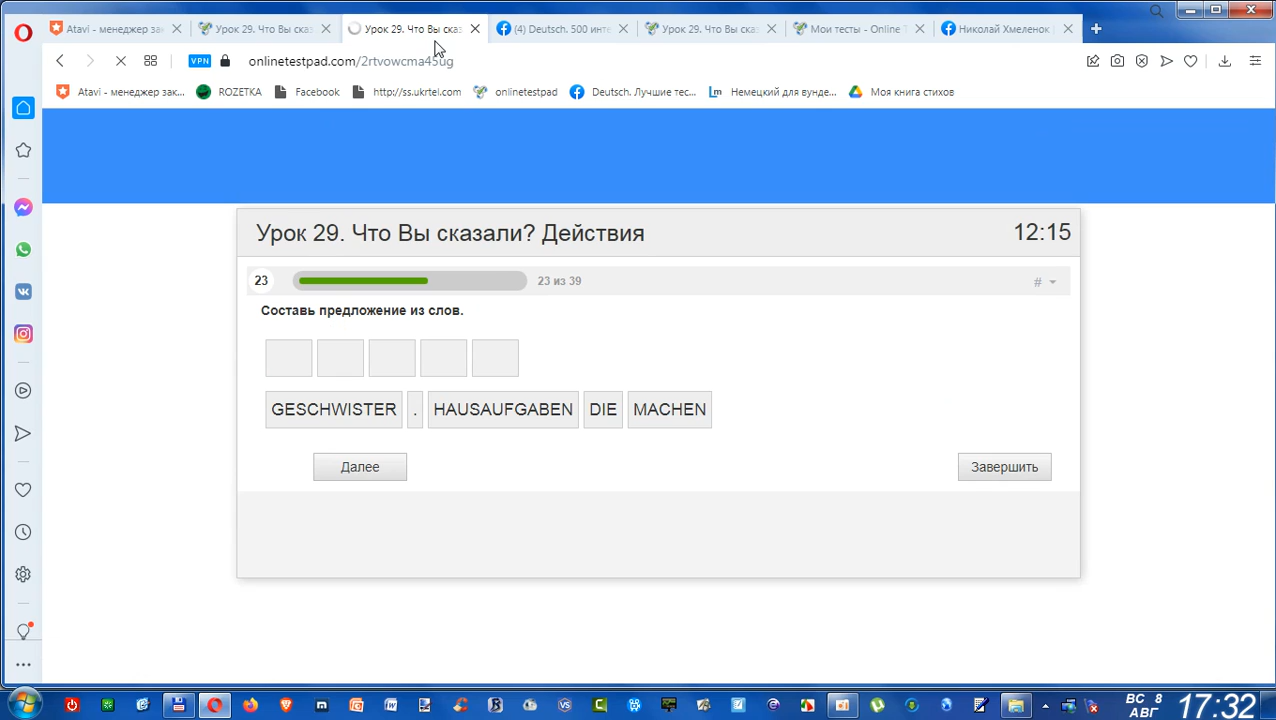 Atavi - менеджер зак
Урок 29. Что Вы сказ
Урок 29. Что Вы сказ
(4) Deutsch. 500 инте
Урок 29. Что Вы сказ
Мои тесты - Online T
Николай Хмеленок
VPN
onlinetestpad.com/2rtvowcma45ug
Atavi - менеджер зак...
ROZETKA
Facebook
http://ss.ukrtel.com
onlinetestpad
Deutsch. Лучшие тес...
Lm Немецкий для вунде...
Моя книга стихов
Урок 29. Что Вы сказали? Действия
12:15
23
23 из 39
#
Составь предложение из слов.
GESCHWISTER . HAUSAUFGABEN DIE MACHEN
Далее
Завершить
ВС 8
АВГ
17:32